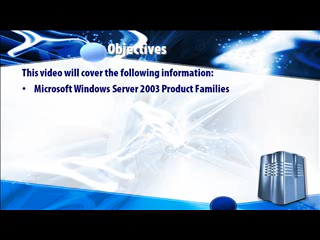 Objectives
This video will cover the following information:
• Microsoft Windows Server 2003 Product Families